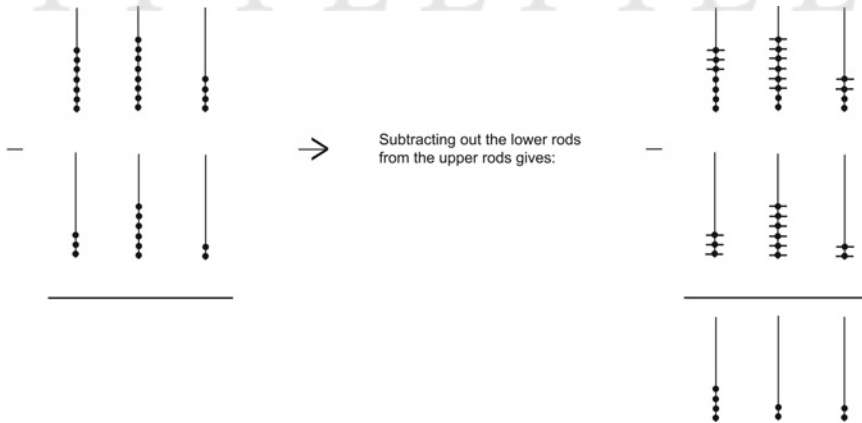 Subtracting out the lower rods
from the upper rods gives: